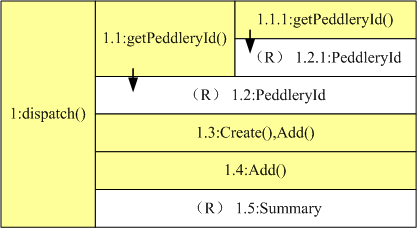 1:dispatch()
1.1:getPeddleryId()
1.1.1:getPeddleryId()
(R) 1.2.1:PeddleryId
(R) 1.2:PeddleryId
1.3:Create(),Add()
1.4:Add()
(R) 1.5:Summary